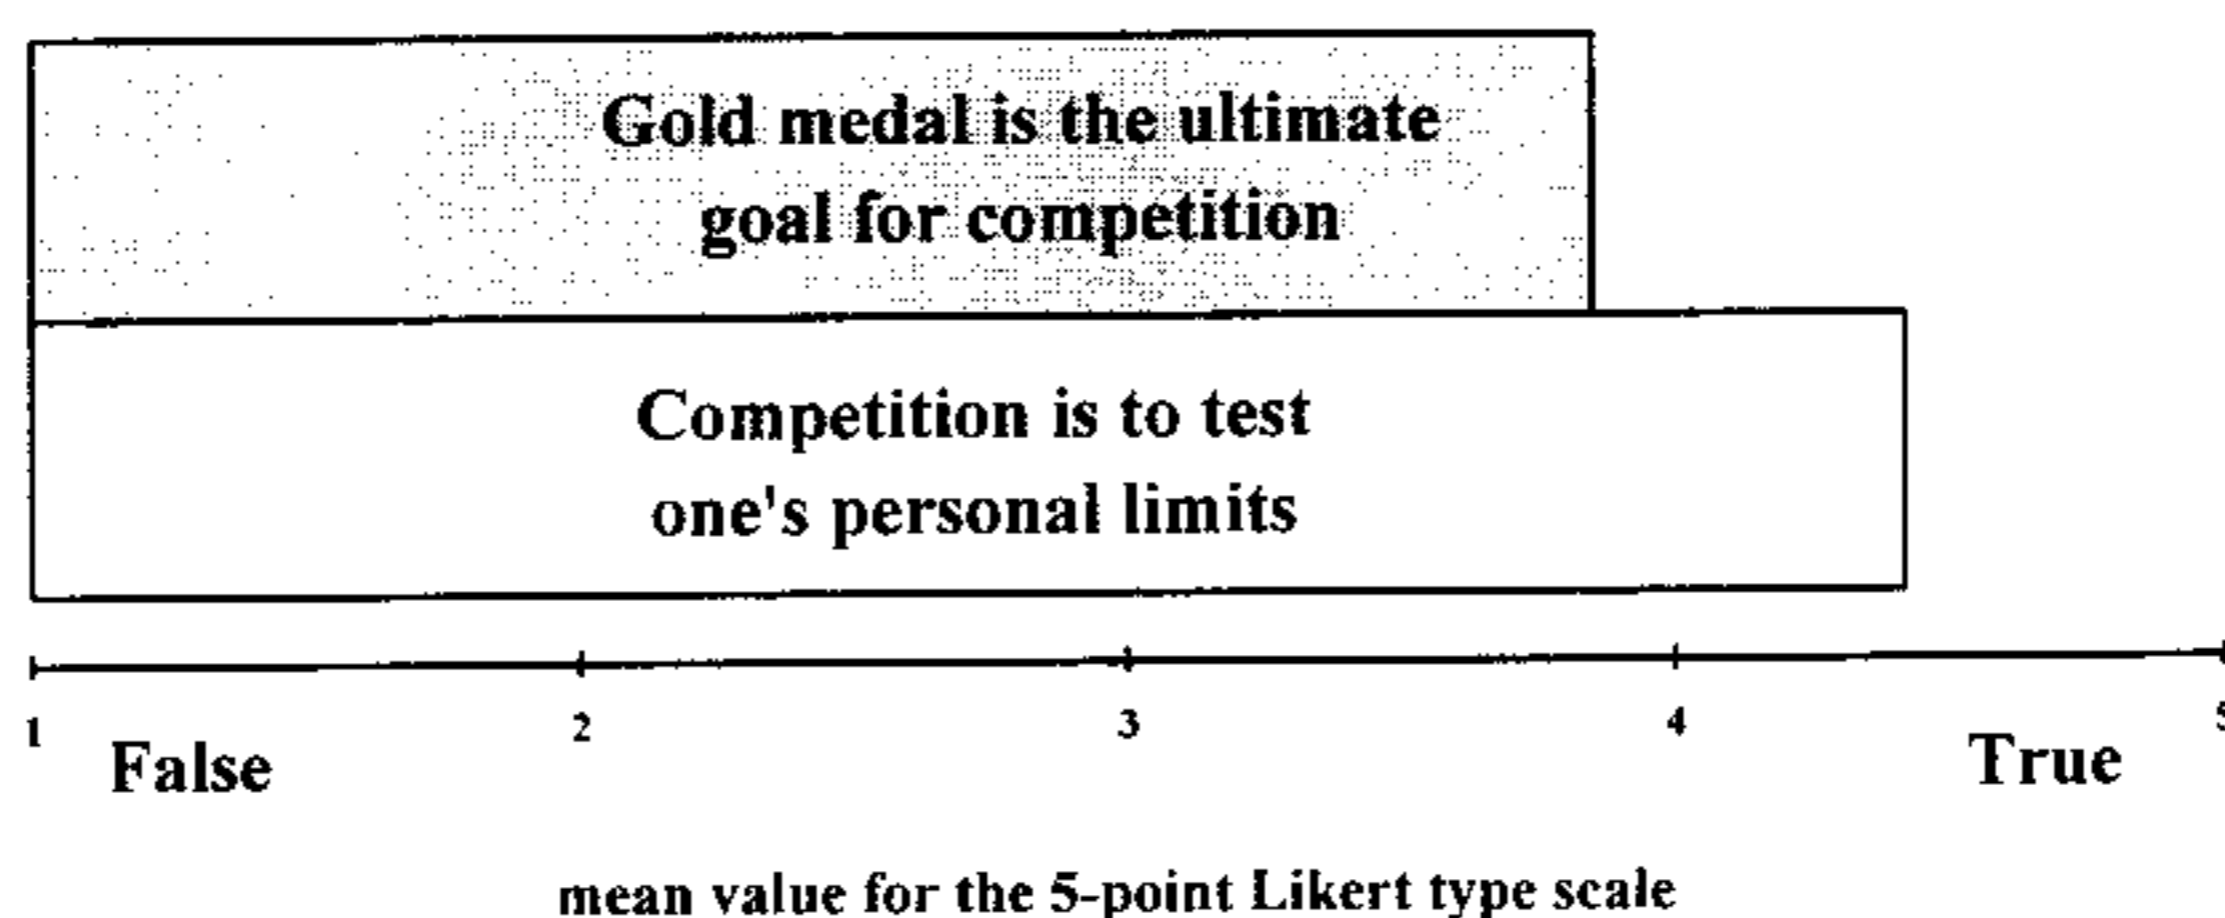 Gold medal is the ultimate
goal for competition
Competition is to test
one's personal limits
1 2 3 4 5
False True
mean value for the 5-point Likert type scale